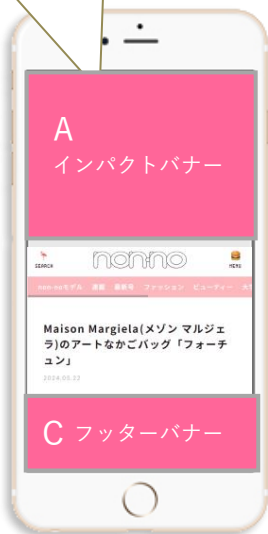 A
インパクトバナー
SEARCH non-no MENU
non-noモデル 連載 最新号 ファッション ビューティー 大
Maison Margiela(メゾン マルジェ
ラ)のアートなかごバッグ「フォーチ
ュン」
2024.05.22
C フッターバナー